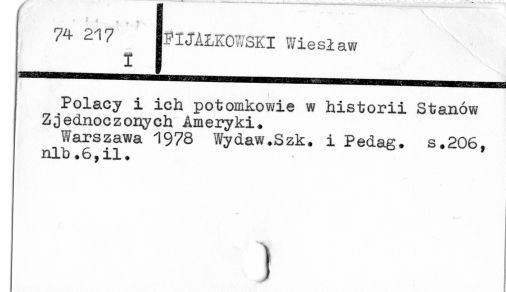 74 217
I
FIJAŁKOWSKI Wiesław
Polacy i ich potomkowie w historii Stanów
Zjednoczonych Ameryki.
Warszawa 1978 Wydaw.Szk. i Pedag. s.206,
nlb.6,il.